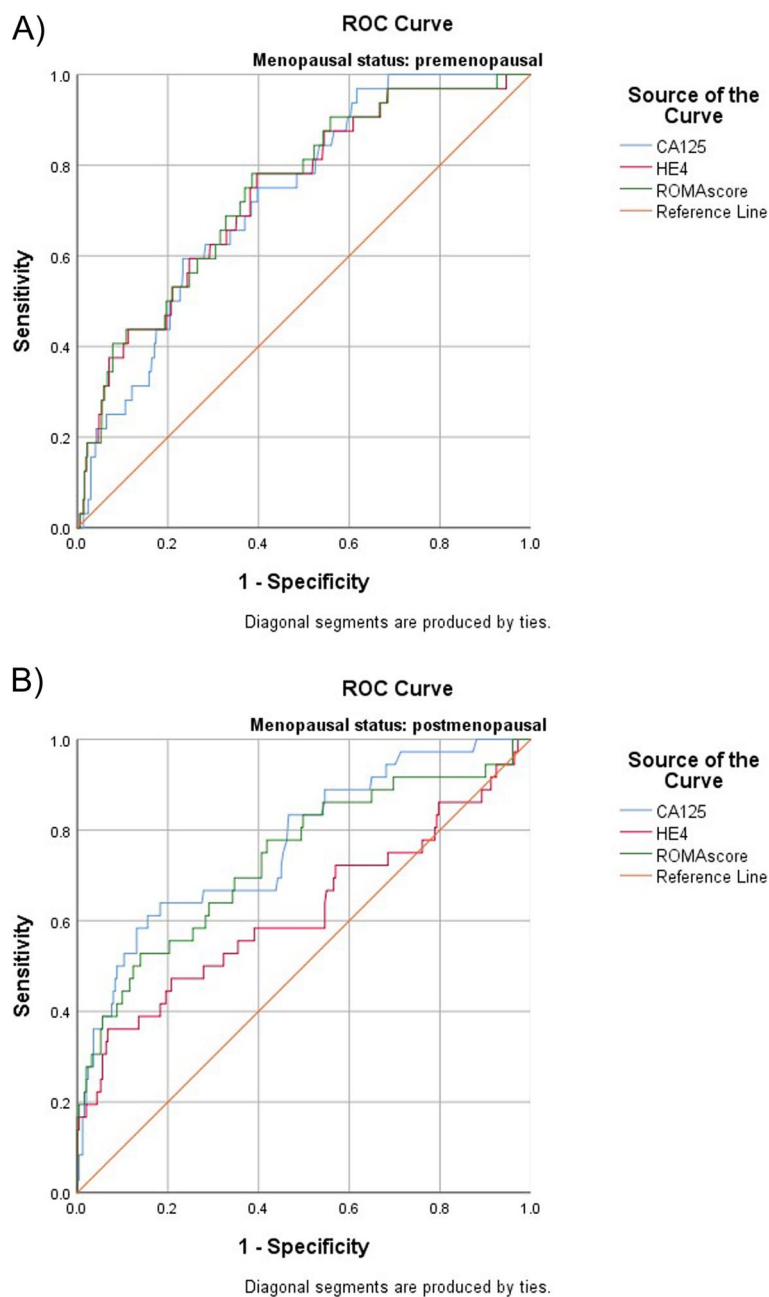 A)
ROC Curve
Menopausal status: premenopausal
1.0
0.8
0.6
0.4
0.2
0.0
0.0 0.2 0.4 0.6 0.8 1.0
Sensitivity
1 - Specificity
Source of the
Curve
CA125
HE4
ROMAscore
Reference Line
Diagonal segments are produced by ties.
B)
ROC Curve
Menopausal status: postmenopausal
1.0
0.8
0.6
0.4
0.2
0.0
0.0 0.2 0.4 0.6 0.8 1.0
Sensitivity
1 - Specificity
Source of the
Curve
CA125
HE4
ROMAscore
Reference Line
Diagonal segments are produced by ties.